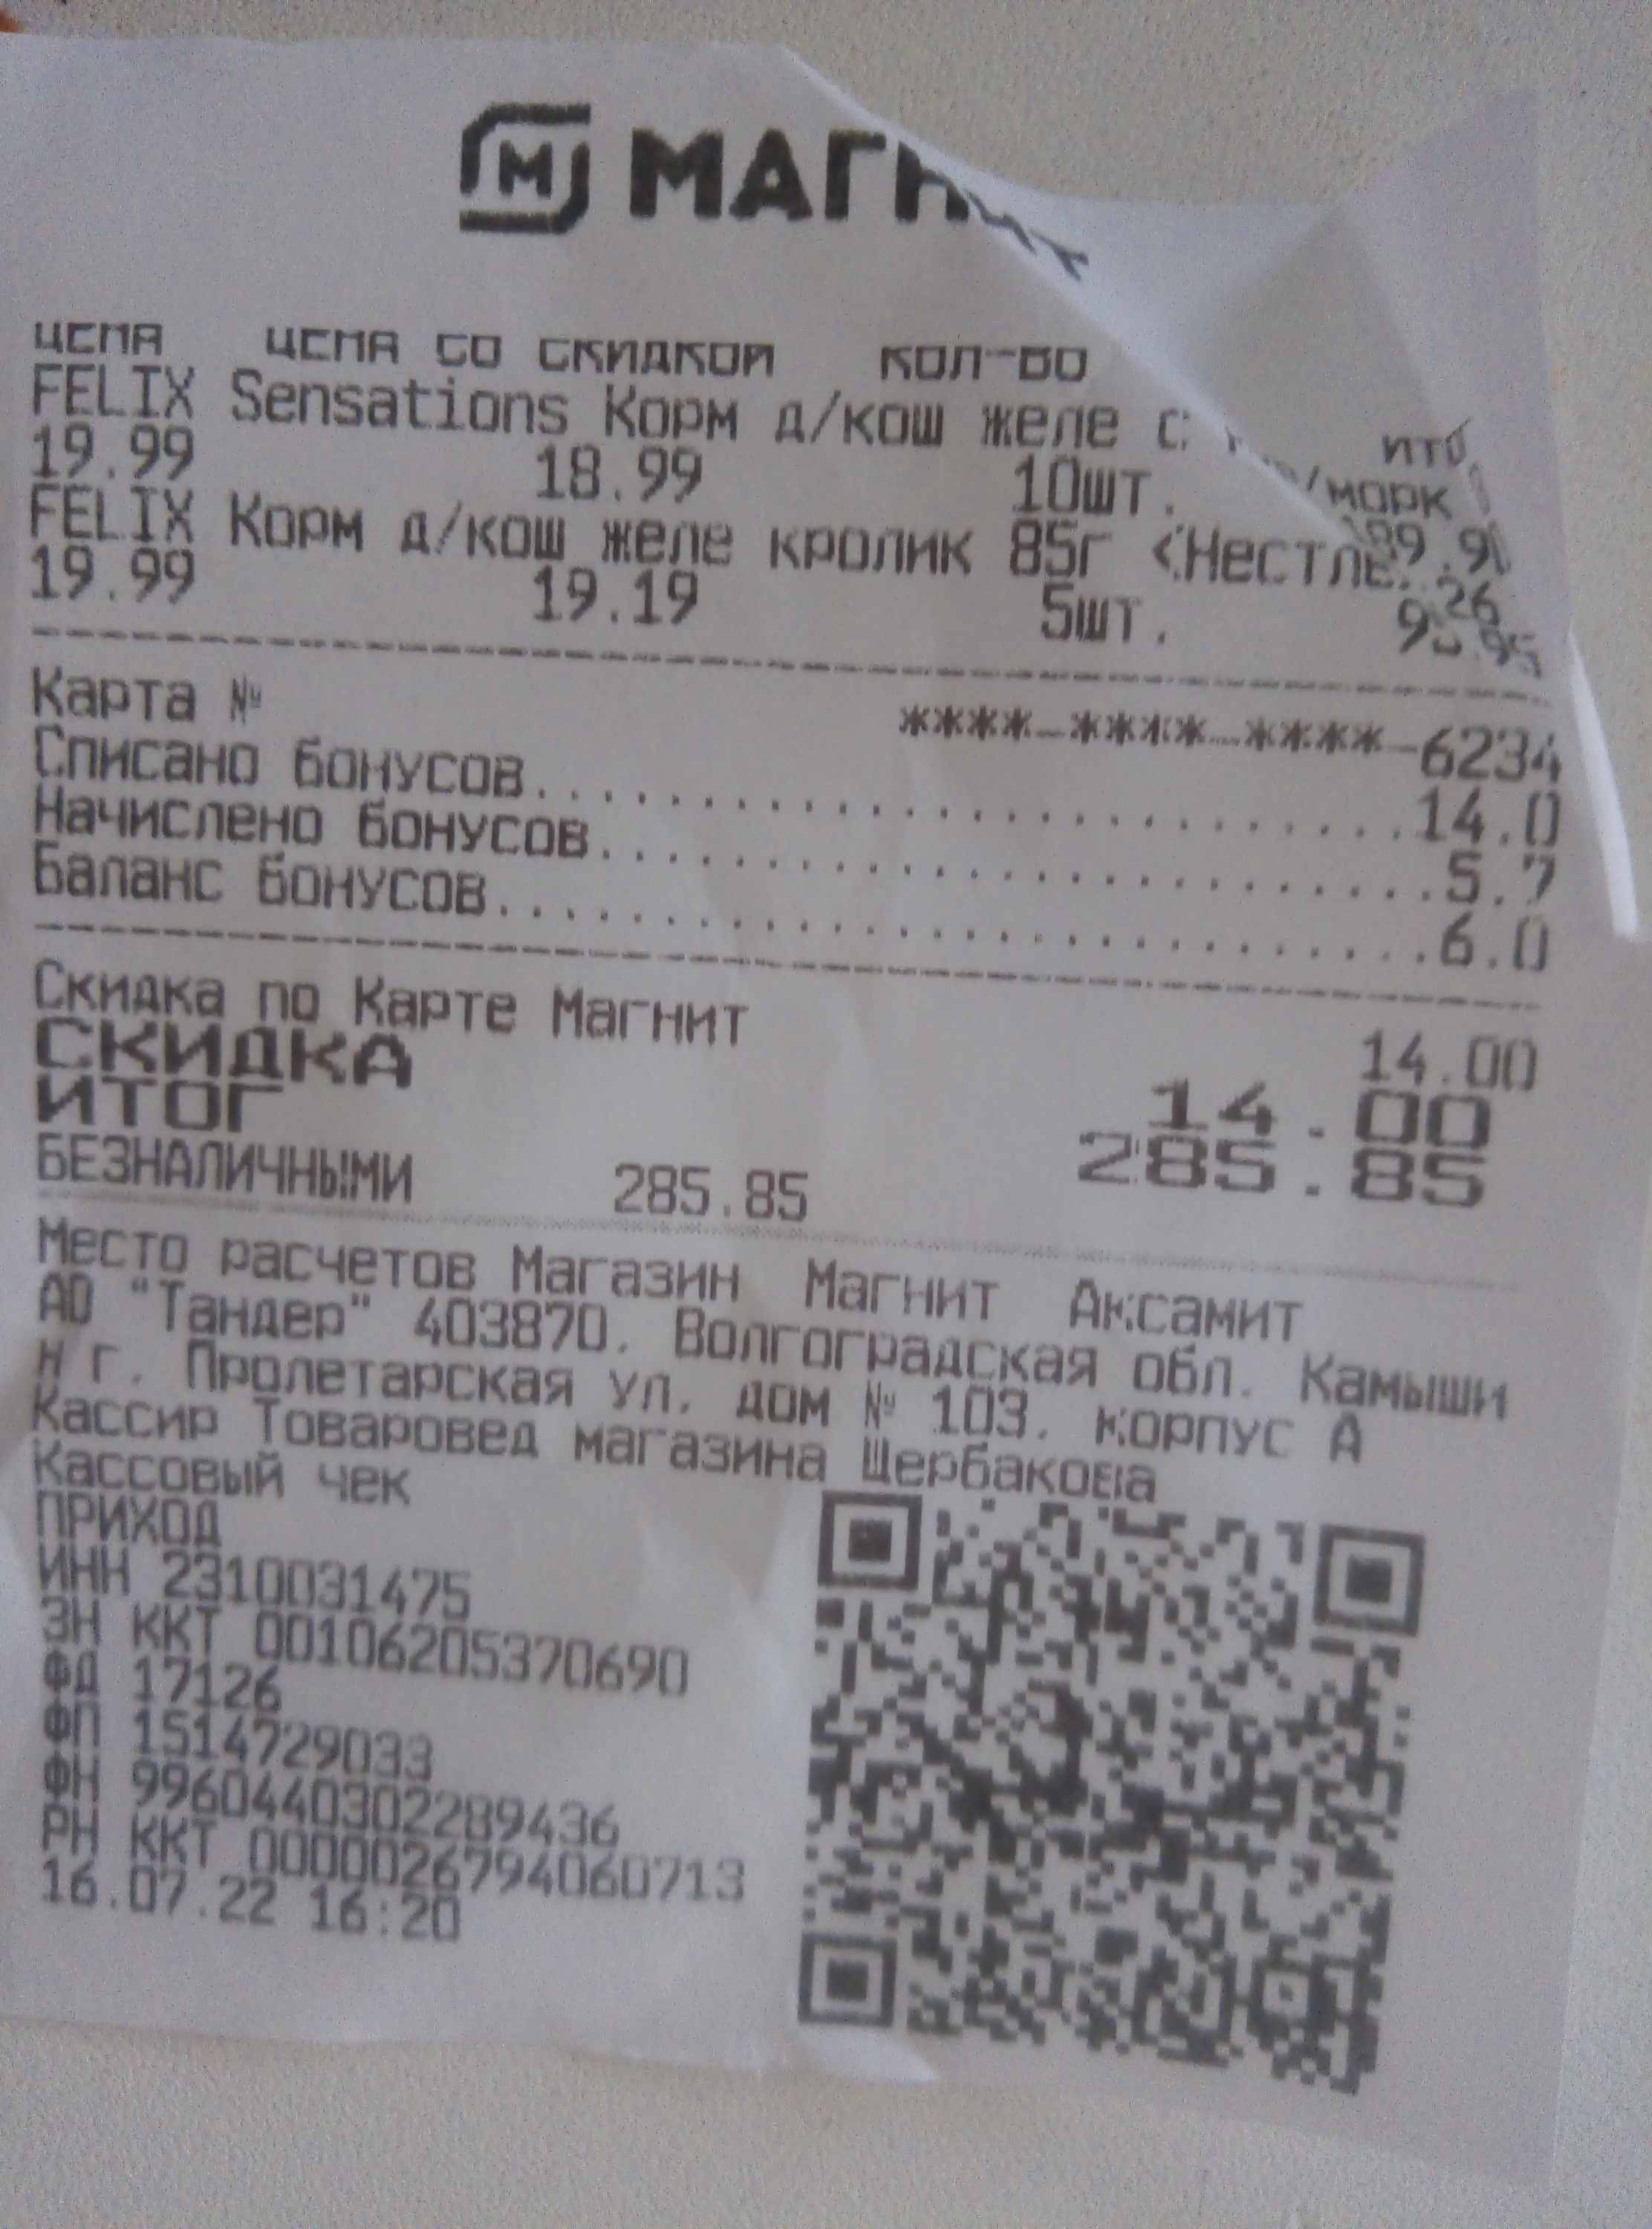 МАГНИТ
ЦЕНА ЦЕНА СО СКИДКОЙ КОЛ-ВО
FELIX Sensations Корм д/кош желе с /морк
19.99 18.99 10шт.
FELIX Корм д/кош желе кролик 85г <Нестле
19.99 19.19 5шт. 95.95
Карта № ****-****-****-6234
Списано бонусов..........................14.0
Начислено бонусов.........................5.7
Баланс бонусов............................6.0
Скидка по Карте Магнит 14.00
СКИДКА 14.00
ИТОГ 285.85
БЕЗНАЛИЧНЫМИ 285.85
Место расчетов Магазин Магнит Аксамит
АО "Тандер" 403870, Волгоградская обл. Камыши
н г. Пролетарская ул. дом № 103, корпус А
Кассир Товаровед магазина Щербакова
Кассовый чек
ПРИХОД
ИНН 2310031475
ЗН ККТ 00106205370690
ФД 17126
ФП 1514729033
ФН 9960440302289436
РН ККТ 0000026794060713
16.07.22 16:20